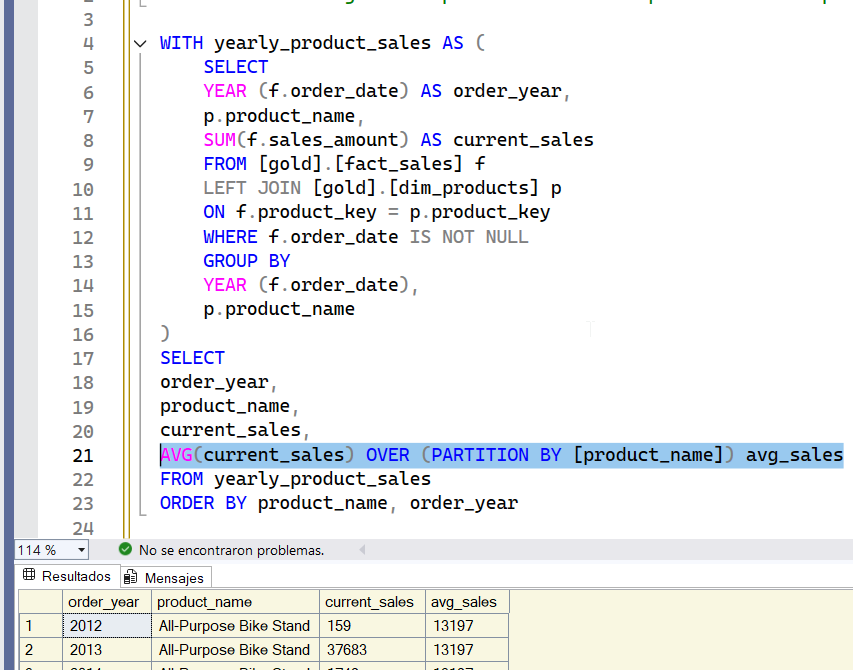 3
4 WITH yearly_product_sales AS (
5 SELECT
6 YEAR (f.order_date) AS order_year,
7 p.product_name,
8 SUM(f.sales_amount) AS current_sales
9 FROM [gold].[fact_sales] f
10 LEFT JOIN [gold].[dim_products] p
11 ON f.product_key = p.product_key
12 WHERE f.order_date IS NOT NULL
13 GROUP BY
14 YEAR (f.order_date),
15 p.product_name
16 )
17 SELECT
18 order_year,
19 product_name,
20 current_sales,
21 AVG(current_sales) OVER (PARTITION BY [product_name]) avg_sales
22 FROM yearly_product_sales
23 ORDER BY product_name, order_year
24
114 % No se encontraron problemas.
Resultados Mensajes
order_year product_name current_sales avg_sales
1 2012 All-Purpose Bike Stand 159 13197
2 2013 All-Purpose Bike Stand 37683 13197